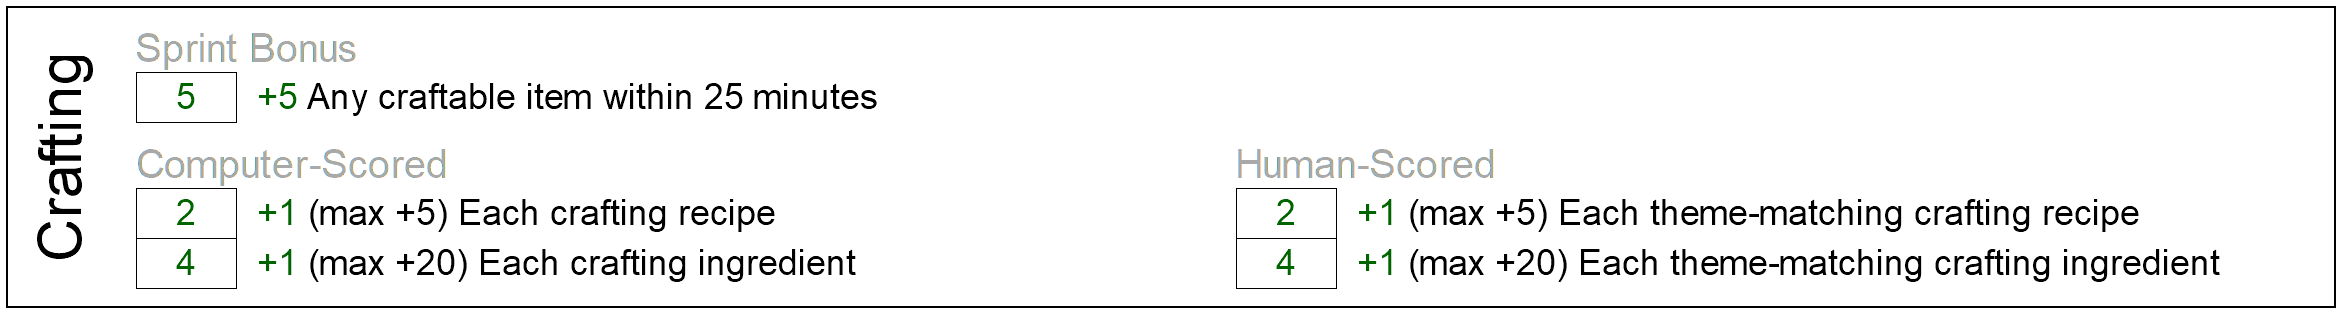 Crafting
Sprint Bonus
5 +5 Any craftable item within 25 minutes
Computer-Scored
2 +1 (max +5) Each crafting recipe
4 +1 (max +20) Each crafting ingredient
Human-Scored
2 +1 (max +5) Each theme-matching crafting recipe
4 +1 (max +20) Each theme-matching crafting ingredient